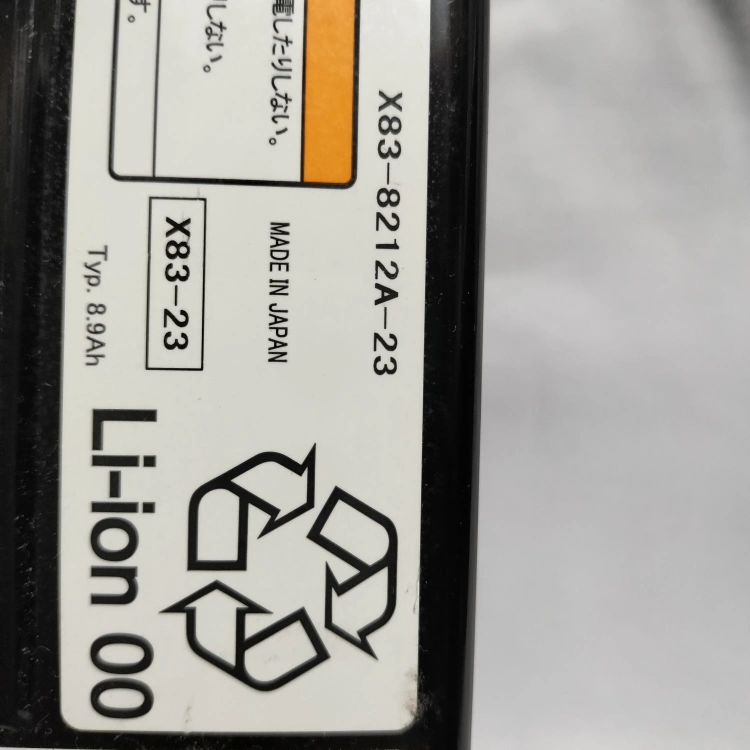 X83-8212A-23
電したりしない。
しない。
す。
MADE IN JAPAN
X83-23
Typ. 8.9Ah
Li-ion 00